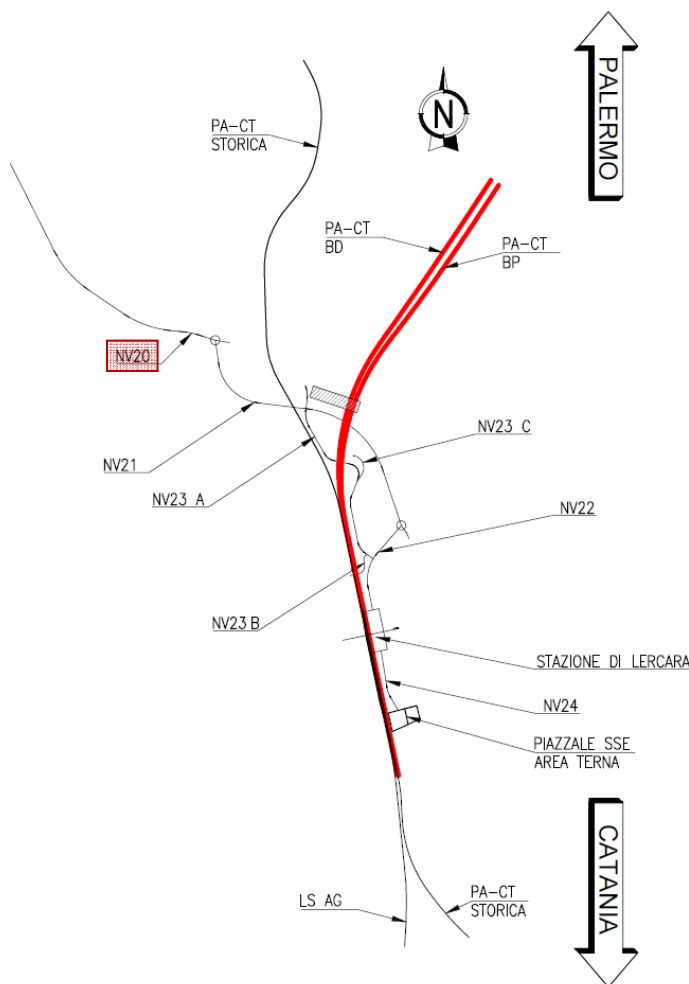 PALERMO
N
PA-CT
STORICA
PA-CT
BD
PA-CT
BP
NV20
NV23 C
NV21
NV23 A
NV22
NV23 B
STAZIONE DI LERCARA
NV24
PIAZZALE SSE
AREA TERNA
CATANIA
LS AG
PA-CT
STORICA